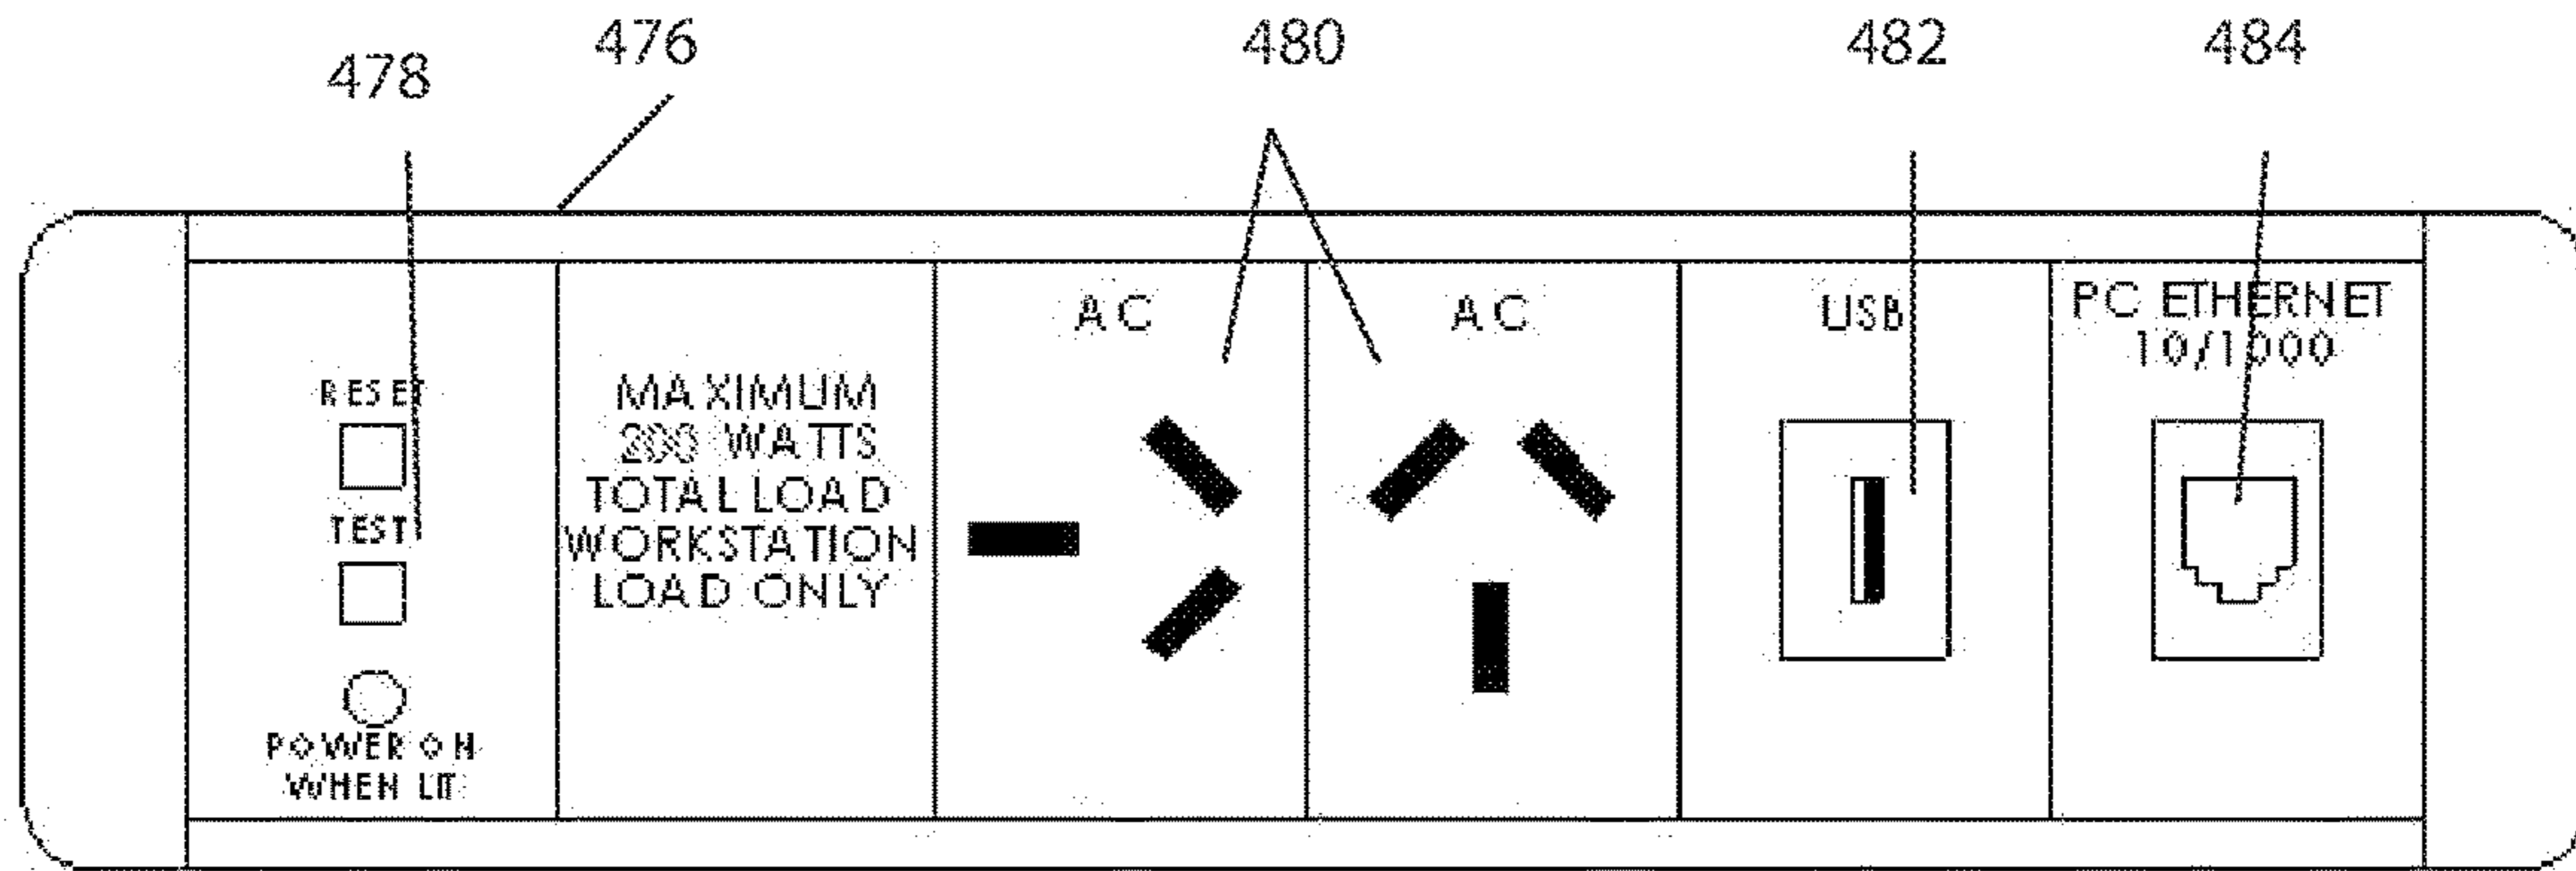 478
476
480
482
484
RESET
TEST
POWER ON
WHEN LIT
MAXIMUM
200 WATTS
TOTAL LOAD
WORKSTATION
LOAD ONLY
AC
AC
USB
PC ETHERNET
10/1000